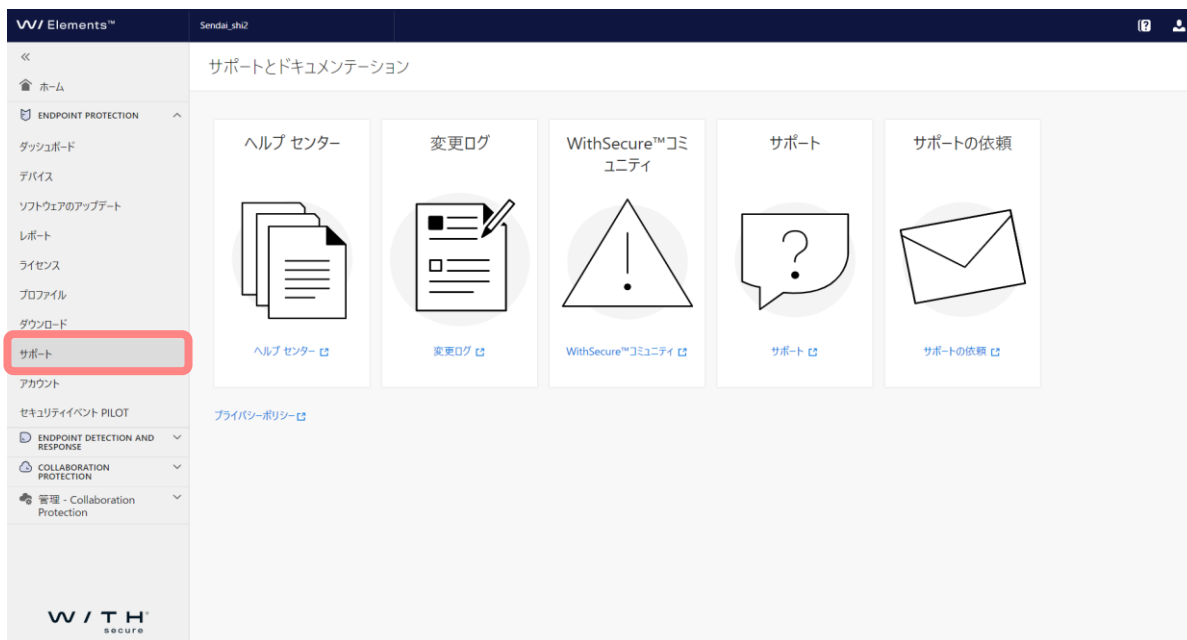 W/ Elements™
Sendai_shi2
«
ホーム
ENDPOINT PROTECTION
ダッシュボード
デバイス
ソフトウェアのアップデート
レポート
ライセンス
プロファイル
ダウンロード
サポート
アカウント
セキュリティイベント PILOT
ENDPOINT DETECTION AND
RESPONSE
COLLABORATION
PROTECTION
管理 - Collaboration
Protection
W / T H
secure
サポートとドキュメンテーション
ヘルプ センター
ヘルプ センター
変更ログ
変更ログ
WithSecure™コミ
ュニティ
WithSecure™コミュニティ
サポート
サポート
サポートの依頼
サポートの依頼
プライバシーポリシー